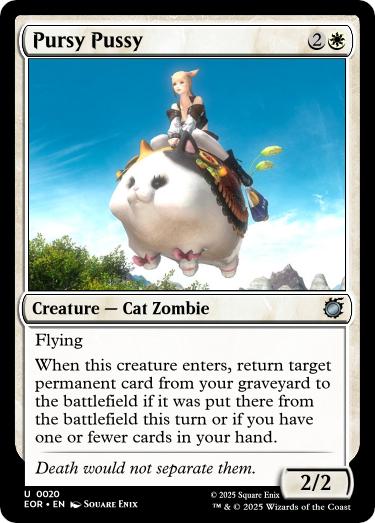 Pursy Pussy 2
Creature — Cat Zombie
Flying
When this creature enters, return target
permanent card from your graveyard to
the battlefield if it was put there from
the battlefield this turn or if you have
one or fewer cards in your hand.
Death would not separate them.
2/2
U 0020
EOR • EN Square Enix
© 2025 Square Enix
™ & © 2025 Wizards of the Coast